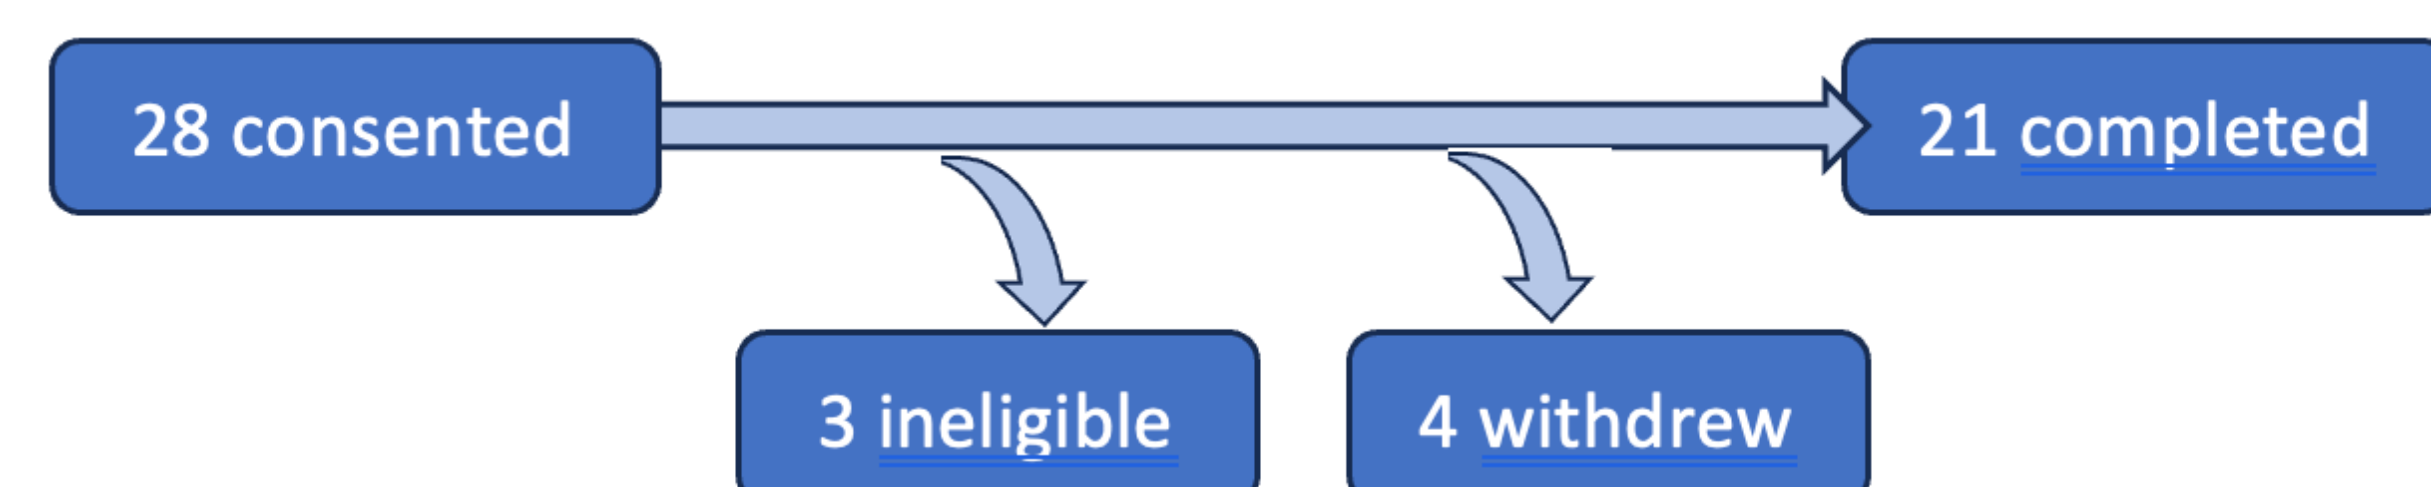 28 consented
21 completed
3 ineligible
4 withdrew